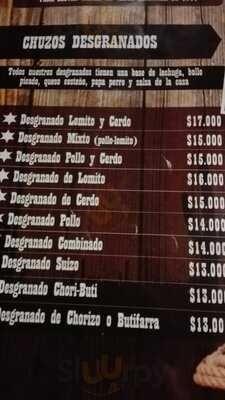 CHUZOS DESGRANADOS
Todos nuestros desgranados tienen una base de lechuga, bollo
picado, queso costeño, papa perro y salsa de la casa
Desgranado Lomito y Cerdo $17.000
Desgranado Mixto (pollo-lomito) $15.000
Desgranado Pollo y Cerdo $15.000
Desgranado de Lomito $16.000
Desgranado de Cerdo $15.000
Desgranado Pollo $14.000
Desgranado Combinado $14.000
Desgranado Suizo $13.000
Desgranado Chori-Buti $13.000
Desgranado de Chorizo o Butifarra $13.000
Sluurpy